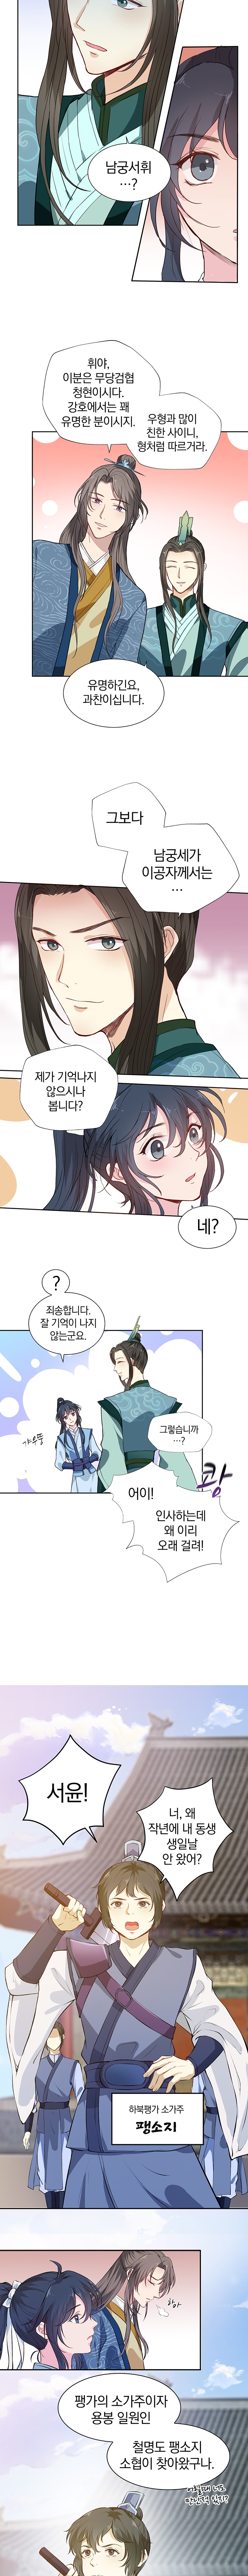 남궁서휘
…?
휘야,
이분은 무당검협
청현이시다.
강호에서는 꽤
유명한 분이시지.
우형과 많이
친한 사이니,
형처럼 따르거라.
유명하긴요,
과찬이십니다.
그보다
남궁세가
이공자께서는
…
제가 기억나지
않으시나
봅니다?
네?
?
죄송합니다.
잘 기억이 나지
않는군요.
갸우뚱
그렇습니까
…?
쾅
어이!
인사하는데
왜 이리
오래 걸려!
서윤!
너, 왜
작년에 내 동생
생일날
안 왔어?
하북팽가 소가주
팽소지
하아
팽가의 소가주이자
용봉 일원인
철명도 팽소지
소협이 찾아왔구나.